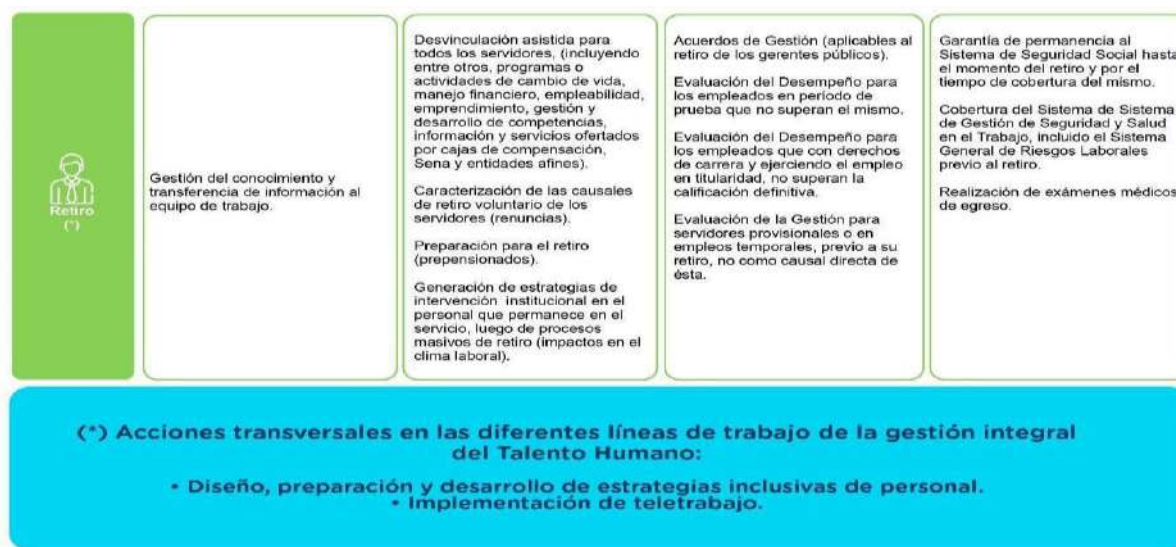 Retiro
(*)
Gestión del conocimiento y
transferencia de información al
equipo de trabajo.
Desvinculación asistida para
todos los servidores, (incluyendo
entre otros, programas o
actividades de cambio de vida,
manejo financiero, empleabilidad,
emprendimiento, gestión y
desarrollo de competencias,
información y servicios ofertados
por cajas de compensación,
Sena y entidades afines).
Caracterización de las causales
de retiro voluntario de los
servidores (renuncias).
Preparación para el retiro
(prepensionados).
Generación de estrategias de
intervención institucional en el
personal que permanece en el
servicio, luego de procesos
masivos de retiro (impactos en el
clima laboral).
Acuerdos de Gestión (aplicables al
retiro de los gerentes públicos).
Evaluación del Desempeño para
los empleados en período de
prueba que no superan el mismo.
Evaluación del Desempeño para
los empleados que con derechos
de carrera y ejerciendo el empleo
en titularidad, no superan la
calificación definitiva.
Evaluación de la Gestión para
servidores provisionales o en
empleos temporales, previo a su
retiro, no como causal directa de
ésta.
Garantía de permanencia al
Sistema de Seguridad Social hasta
el momento del retiro y por el
tiempo de cobertura del mismo.
Cobertura del Sistema de Sistema
de Gestión de Seguridad y Salud
en el Trabajo, incluido el Sistema
General de Riesgos Laborales
previo al retiro.
Realización de exámenes médicos
de egreso.
(*) Acciones transversales en las diferentes líneas de trabajo de la gestión integral
del Talento Humano:
• Diseño, preparación y desarrollo de estrategias inclusivas de personal.
• Implementación de teletrabajo.